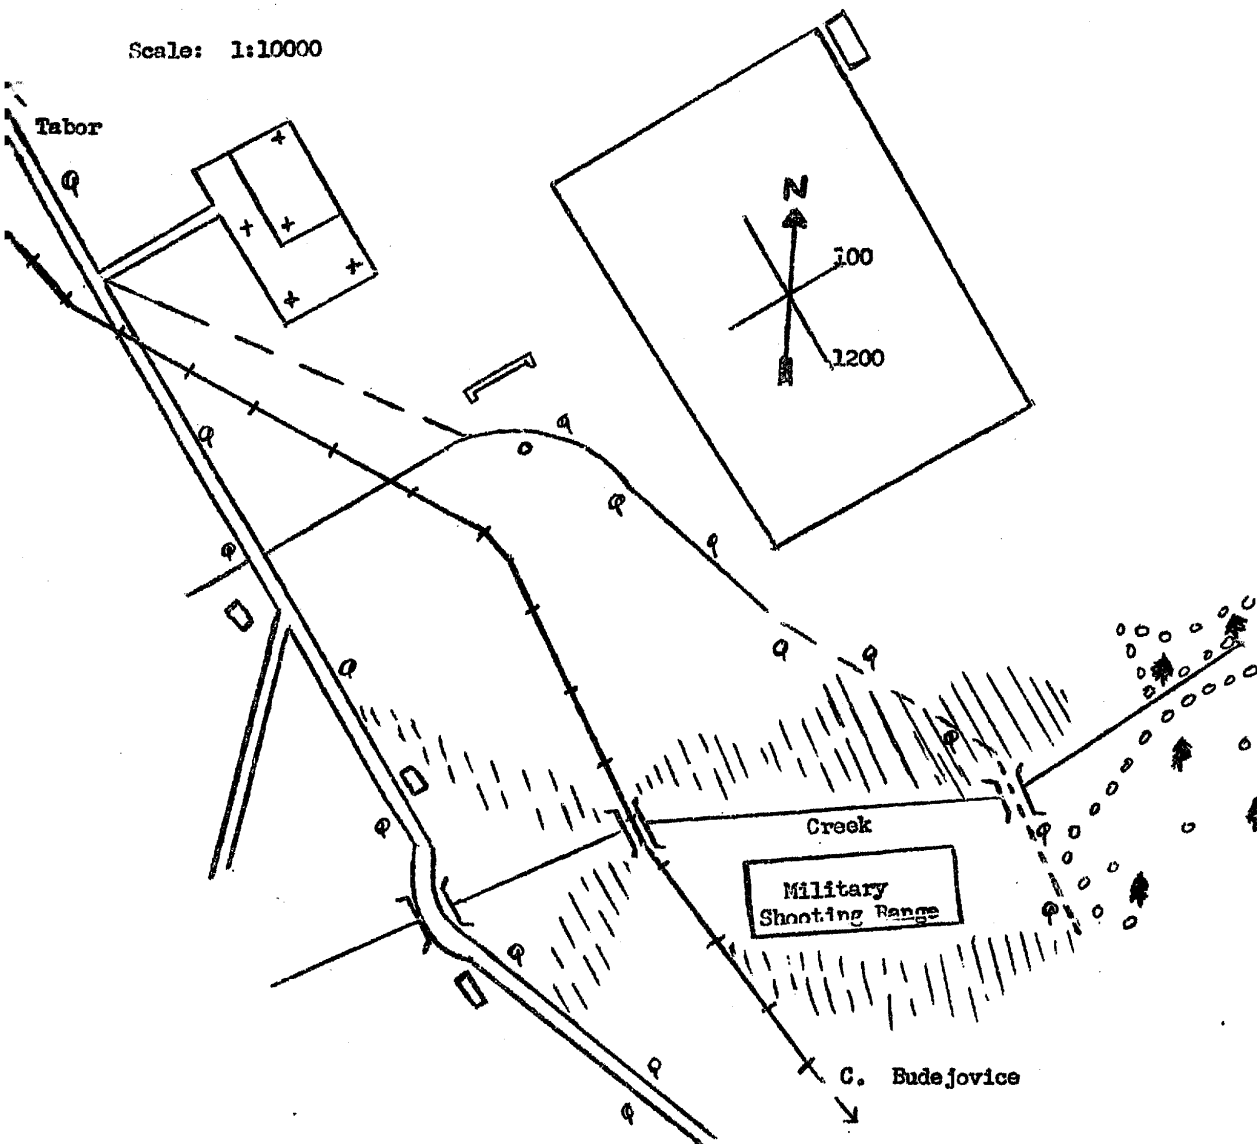 Scale: 1:10000
Tabor
N
100
1200
Creek
Military
Shooting Range
C. Budejovice